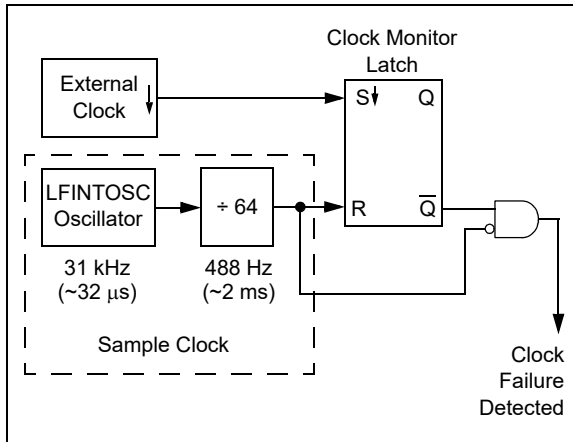 Clock Monitor
Latch
External
Clock
S
Q
LFINTOSC
Oscillator
÷ 64
R
Q̅
31 kHz
(~32 μs)
488 Hz
(~2 ms)
Sample Clock
Clock
Failure
Detected